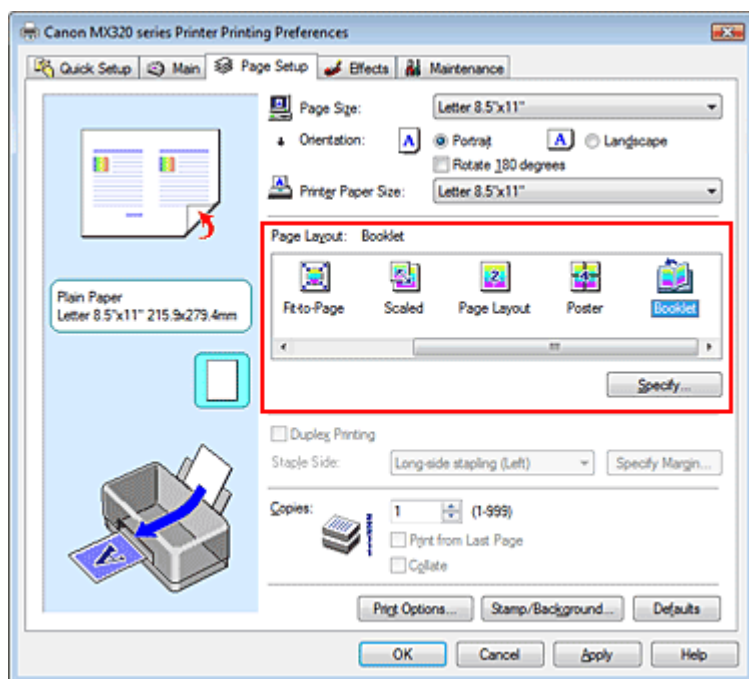 Canon MX320 series Printer Printing Preferences
Quick Setup Main Page Setup Effects Maintenance
Page Size: Letter 8.5"x11"
Orientation: A Portrait A Landscape
Rotate 180 degrees
Printer Paper Size: Letter 8.5"x11"
Page Layout: Booklet
Fit-to-Page Scaled Page Layout Poster Booklet
Specify...
Plain Paper
Letter 8.5"x11" 215.9x279.4mm
Duplex Printing
Staple Side: Long-side stapling (Left) Specify Margin...
Copies: 1 (1-999)
Print from Last Page
Collate
Print Options... Stamp/Background... Defaults
OK Cancel Apply Help